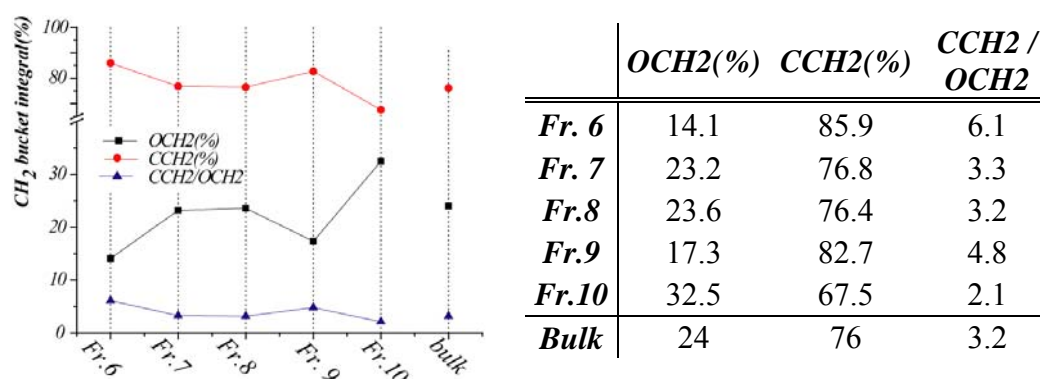 CH2 bucket integral(%)
100
80
30
20
10
0
OCH2(%)
CCH2(%)
CCH2/OCH2
Fr.6
Fr.7
Fr.8
Fr. 9
Fr.10
bulk
OCH2(%) CCH2(%) CCH2 / OCH2
Fr. 6 14.1 85.9 6.1
Fr. 7 23.2 76.8 3.3
Fr.8 23.6 76.4 3.2
Fr.9 17.3 82.7 4.8
Fr.10 32.5 67.5 2.1
Bulk 24 76 3.2